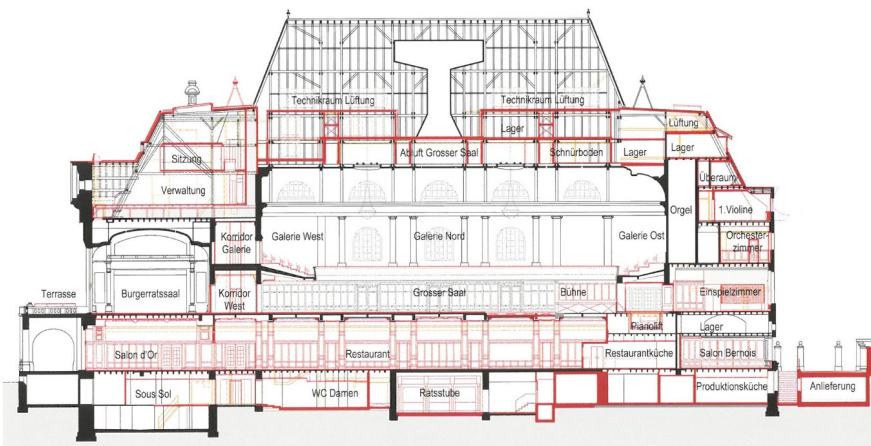 Technikraum Lüftung
Technikraum Lüftung
Lager
Lüftung
Sitzung
Abluft Grosser Saal
Schnürboden
Lager
Lager
Verwaltung
Überaum
Orgel
1.Violine
Korridor
Galerie
Galerie West
Galerie Nord
Galerie Ost
Orchester-
zimmer
Terrasse
Burgerratssaal
Korridor
West
Grosser Saal
Bühne
Einspielzimmer
Pianolift
Lager
Salon d'Or
Restaurant
Restaurantküche
Salon Bernois
Sous Sol
WC Damen
Ratsstube
Produktionsküche
Anlieferung